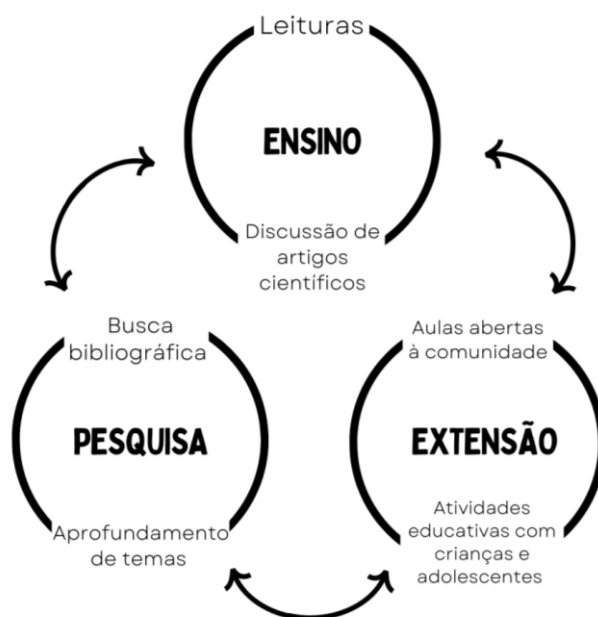 Leituras
ENSINO
Discussão de
artigos
científicos
Busca
bibliográfica
PESQUISA
Aprofundamento
de temas
Aulas abertas
à comunidade
EXTENSÃO
Atividades
educativas com
crianças e
adolescentes